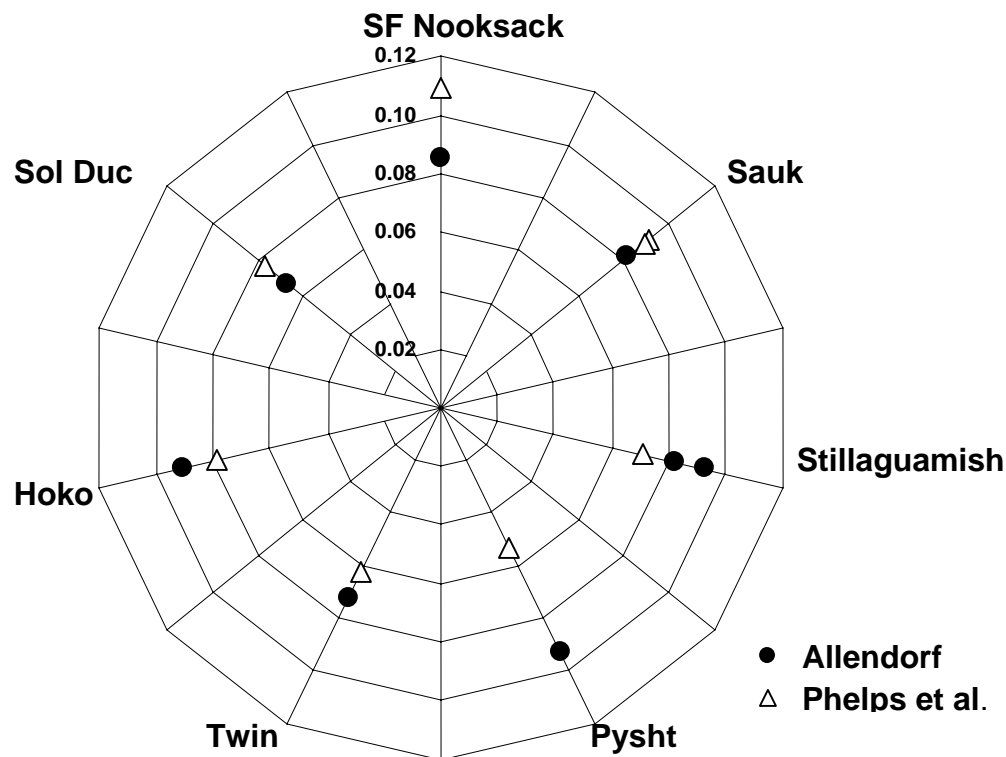 SF Nooksack
0.12
0.10
0.08
0.06
0.04
0.02
Sol Duc
Sauk
Hoko
Stillaguamish
Twin
Pysht
Allendorf
Phelps et al.